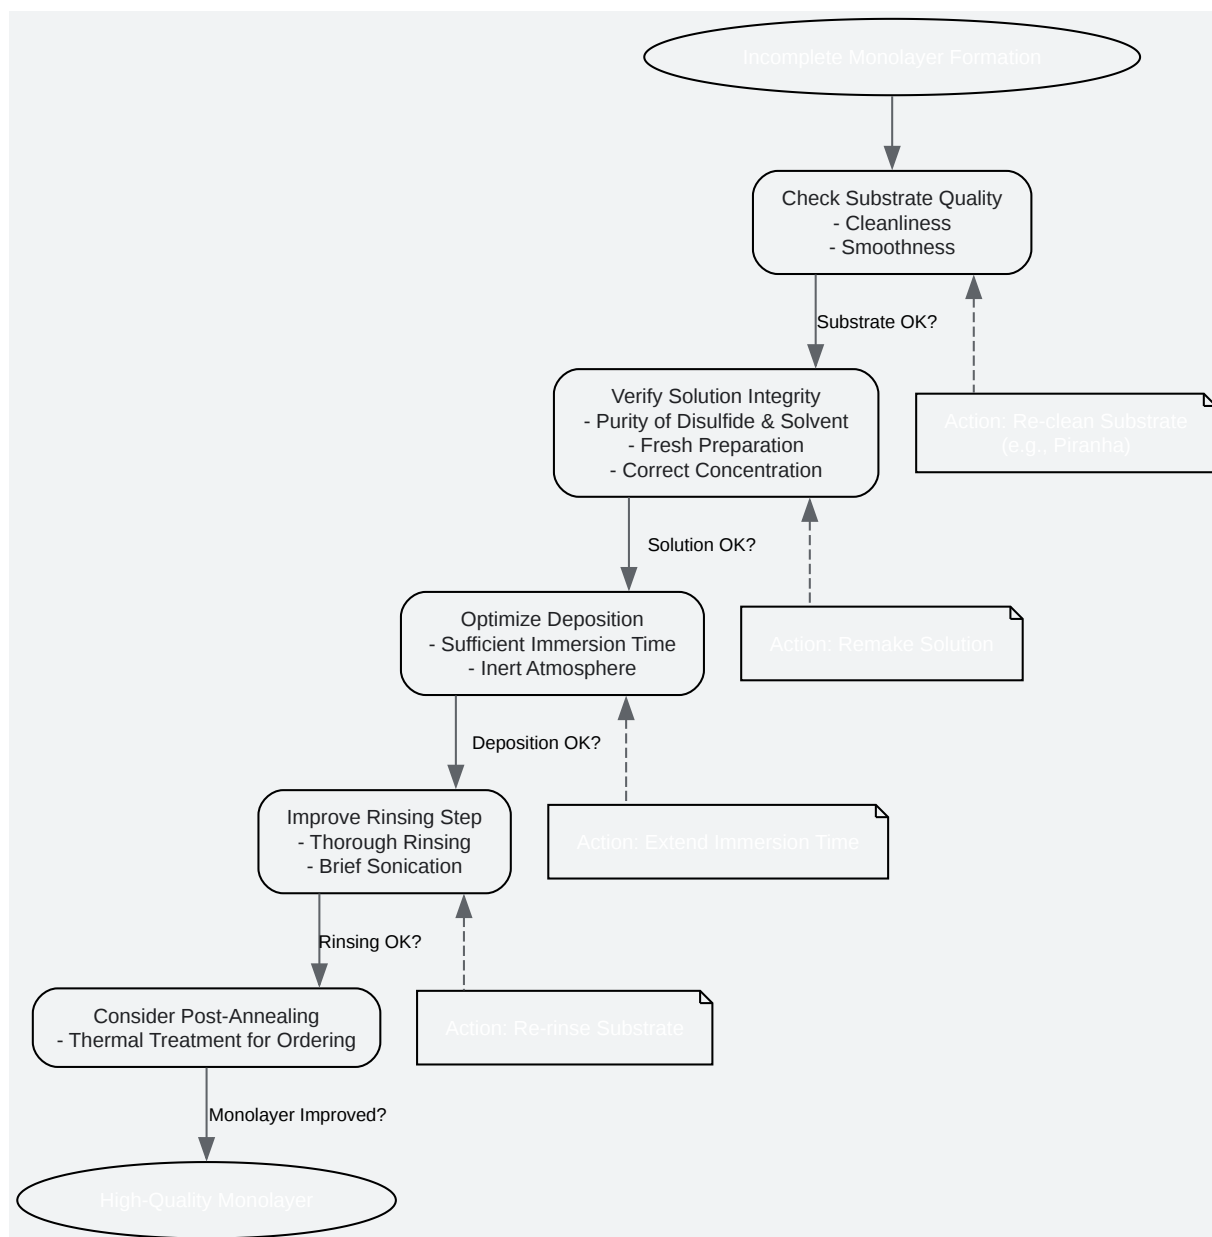 Incomplete Monolayer Formation
Check Substrate Quality
- Cleanliness
- Smoothness
Substrate OK?
Verify Solution Integrity
- Purity of Disulfide & Solvent
- Fresh Preparation
- Correct Concentration
Action: Re-clean Substrate
(e.g., Piranha)
Solution OK?
Optimize Deposition
- Sufficient Immersion Time
- Inert Atmosphere
Action: Remake Solution
Deposition OK?
Improve Rinsing Step
- Thorough Rinsing
- Brief Sonication
Action: Extend Immersion Time
Rinsing OK?
Consider Post-Annealing
- Thermal Treatment for Ordering
Action: Re-rinse Substrate
Monolayer Improved?
High-Quality Monolayer